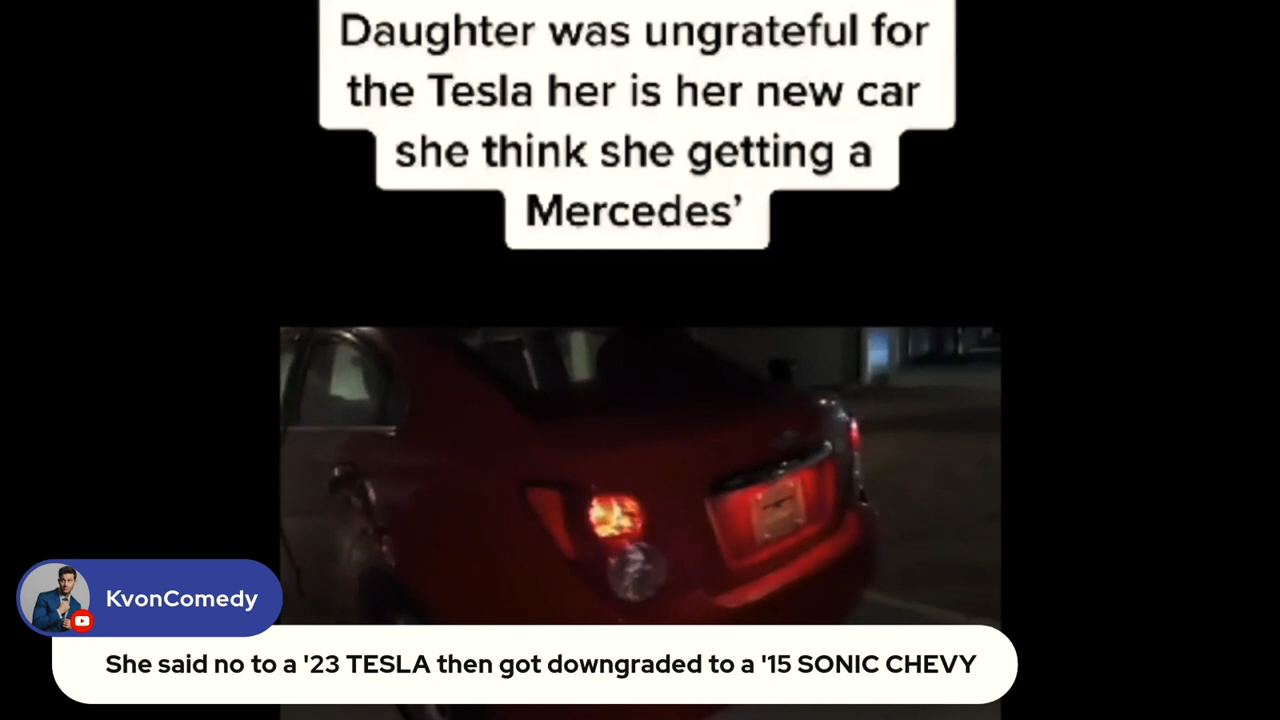 Daughter was ungrateful for
the Tesla her is her new car
she think she getting a
Mercedes’
KvonComedy
She said no to a '23 TESLA then got downgraded to a '15 SONIC CHEVY